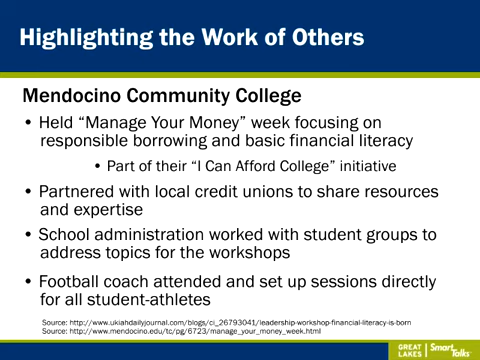 Highlighting the Work of Others
Mendocino Community College
• Held “Manage Your Money” week focusing on
responsible borrowing and basic financial literacy
• Part of their “I Can Afford College” initiative
• Partnered with local credit unions to share resources
and expertise
• School administration worked with student groups to
address topics for the workshops
• Football coach attended and set up sessions directly
for all student-athletes
Source: http://www.ukiahdailyjournal.com/blogs/ci_26793041/leadership-workshop-financial-literacy-is-born
Source: http://www.mendocino.edu/tc/pg/6723/manage_your_money_week.html
GREAT
LAKES
SmartTalks™